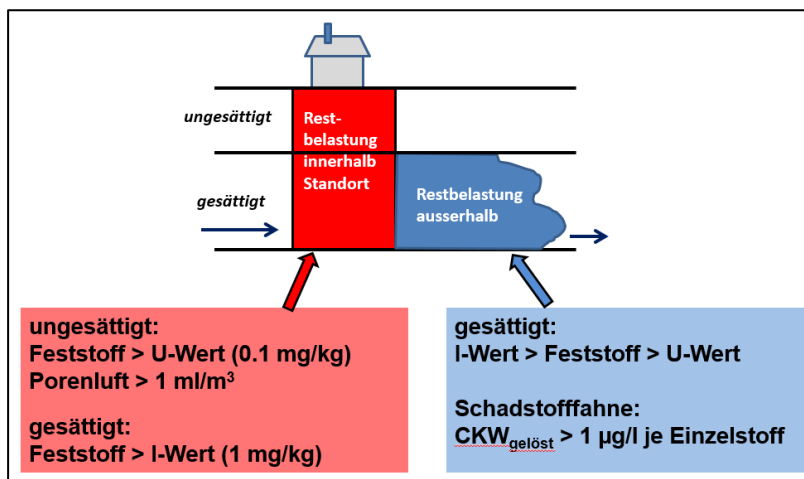 ungesättigt
Rest-
belastung
innerhalb
Standort
gesättigt
Restbelastung
ausserhalb
ungesättigt:
Feststoff > U-Wert (0.1 mg/kg)
Porenluft > 1 ml/m³
gesättigt:
Feststoff > I-Wert (1 mg/kg)
gesättigt:
I-Wert > Feststoff > U-Wert
Schadstofffahne:
CKWgelöst > 1 µg/l je Einzelstoff